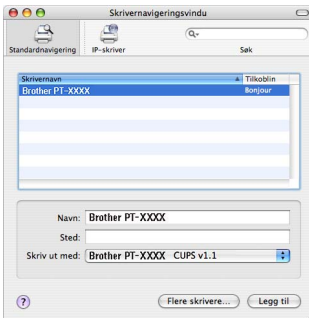 Skrivernavigeringsvindu
Standardnavigering IP-skriver Søk
Skrivernavn Tilkoblin
Brother PT-XXXX Bonjour
Navn: Brother PT-XXXX
Sted:
Skriv ut med: Brother PT-XXXX CUPS v1.1
? Flere skrivere... Legg til